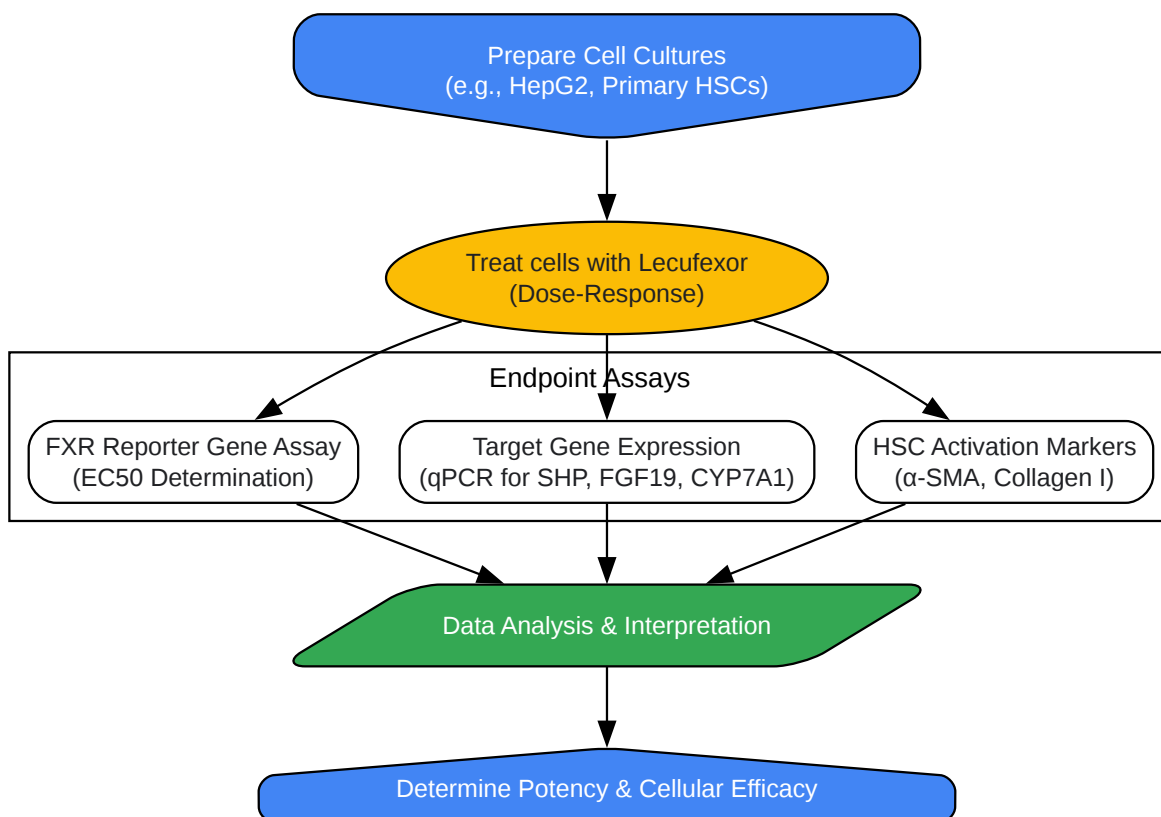 Prepare Cell Cultures
(e.g., HepG2, Primary HSCs)
Treat cells with Lecufexor
(Dose-Response)
Endpoint Assays
FXR Reporter Gene Assay
(EC50 Determination)
Target Gene Expression
(qPCR for SHP, FGF19, CYP7A1)
HSC Activation Markers
(α-SMA, Collagen I)
Data Analysis & Interpretation
Determine Potency & Cellular Efficacy